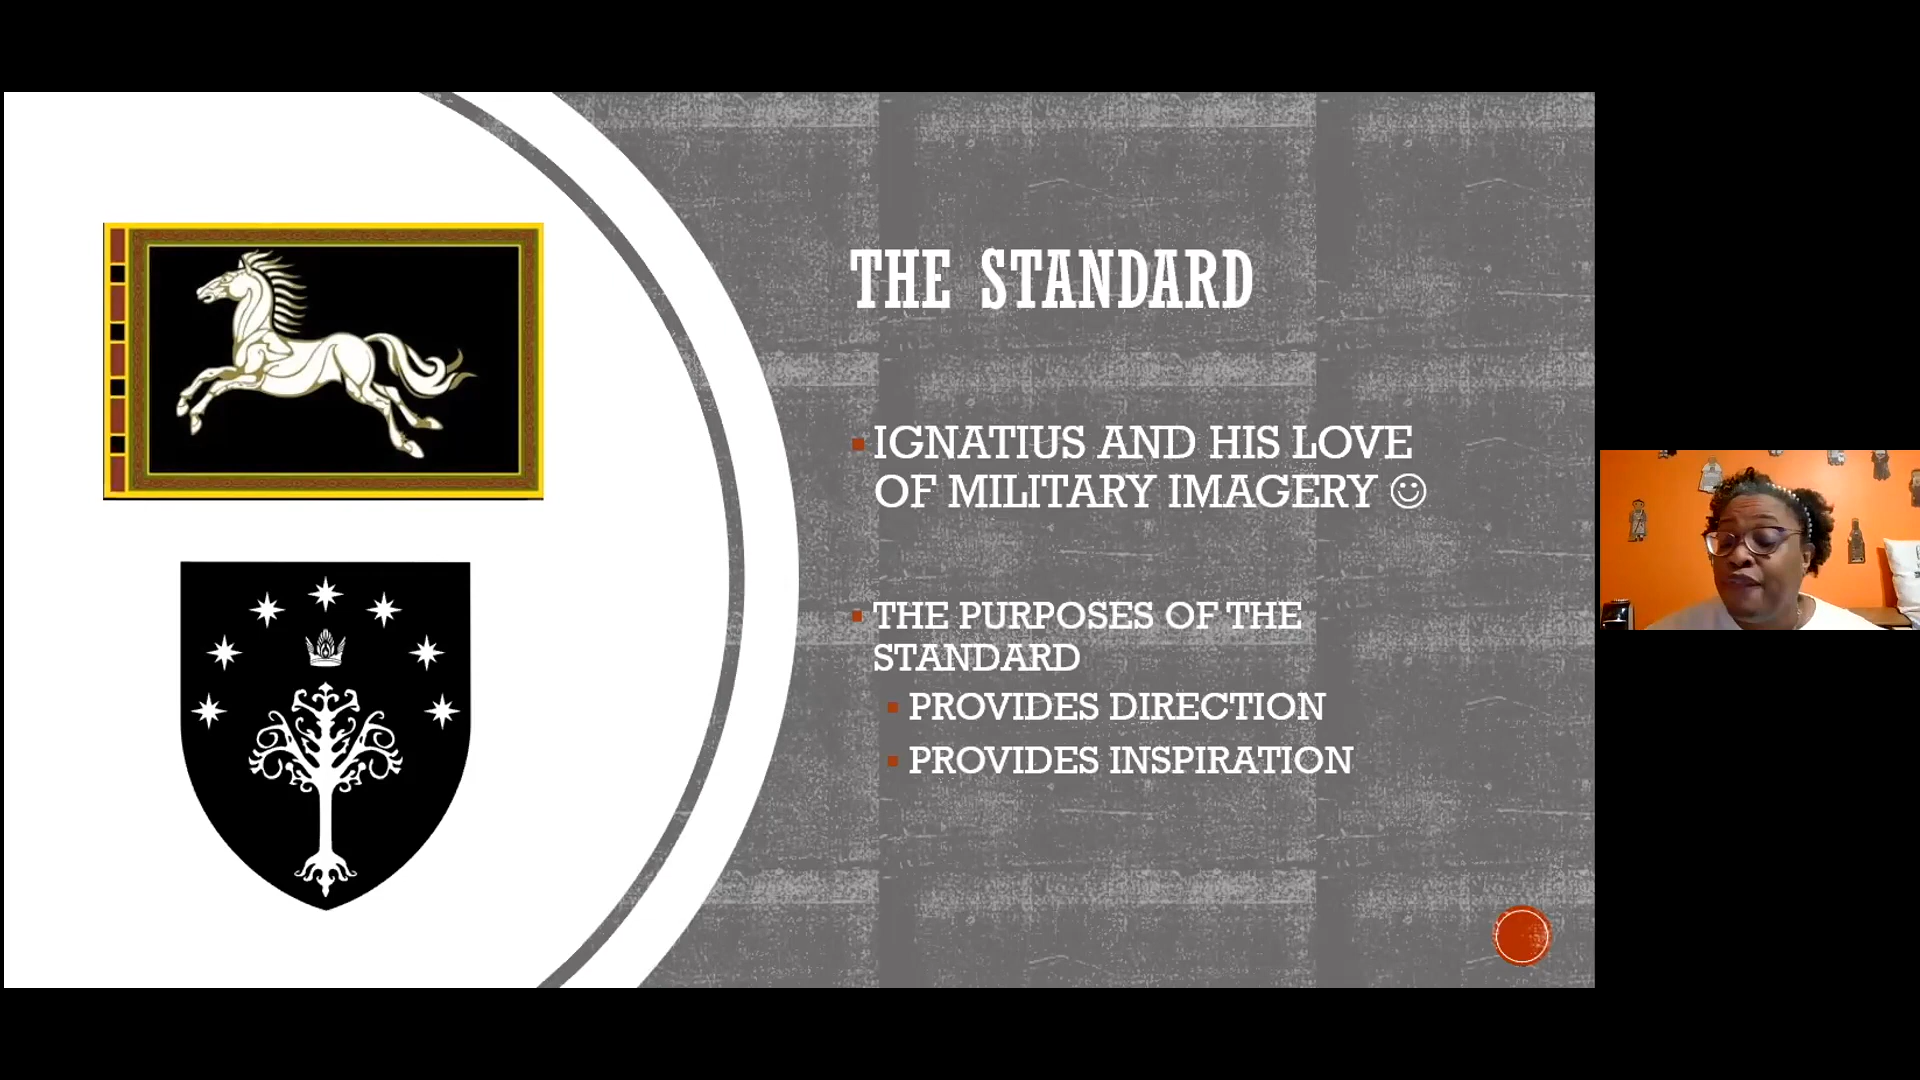 THE STANDARD
IGNATIUS AND HIS LOVE
OF MILITARY IMAGERY ☺
THE PURPOSES OF THE
STANDARD
PROVIDES DIRECTION
PROVIDES INSPIRATION